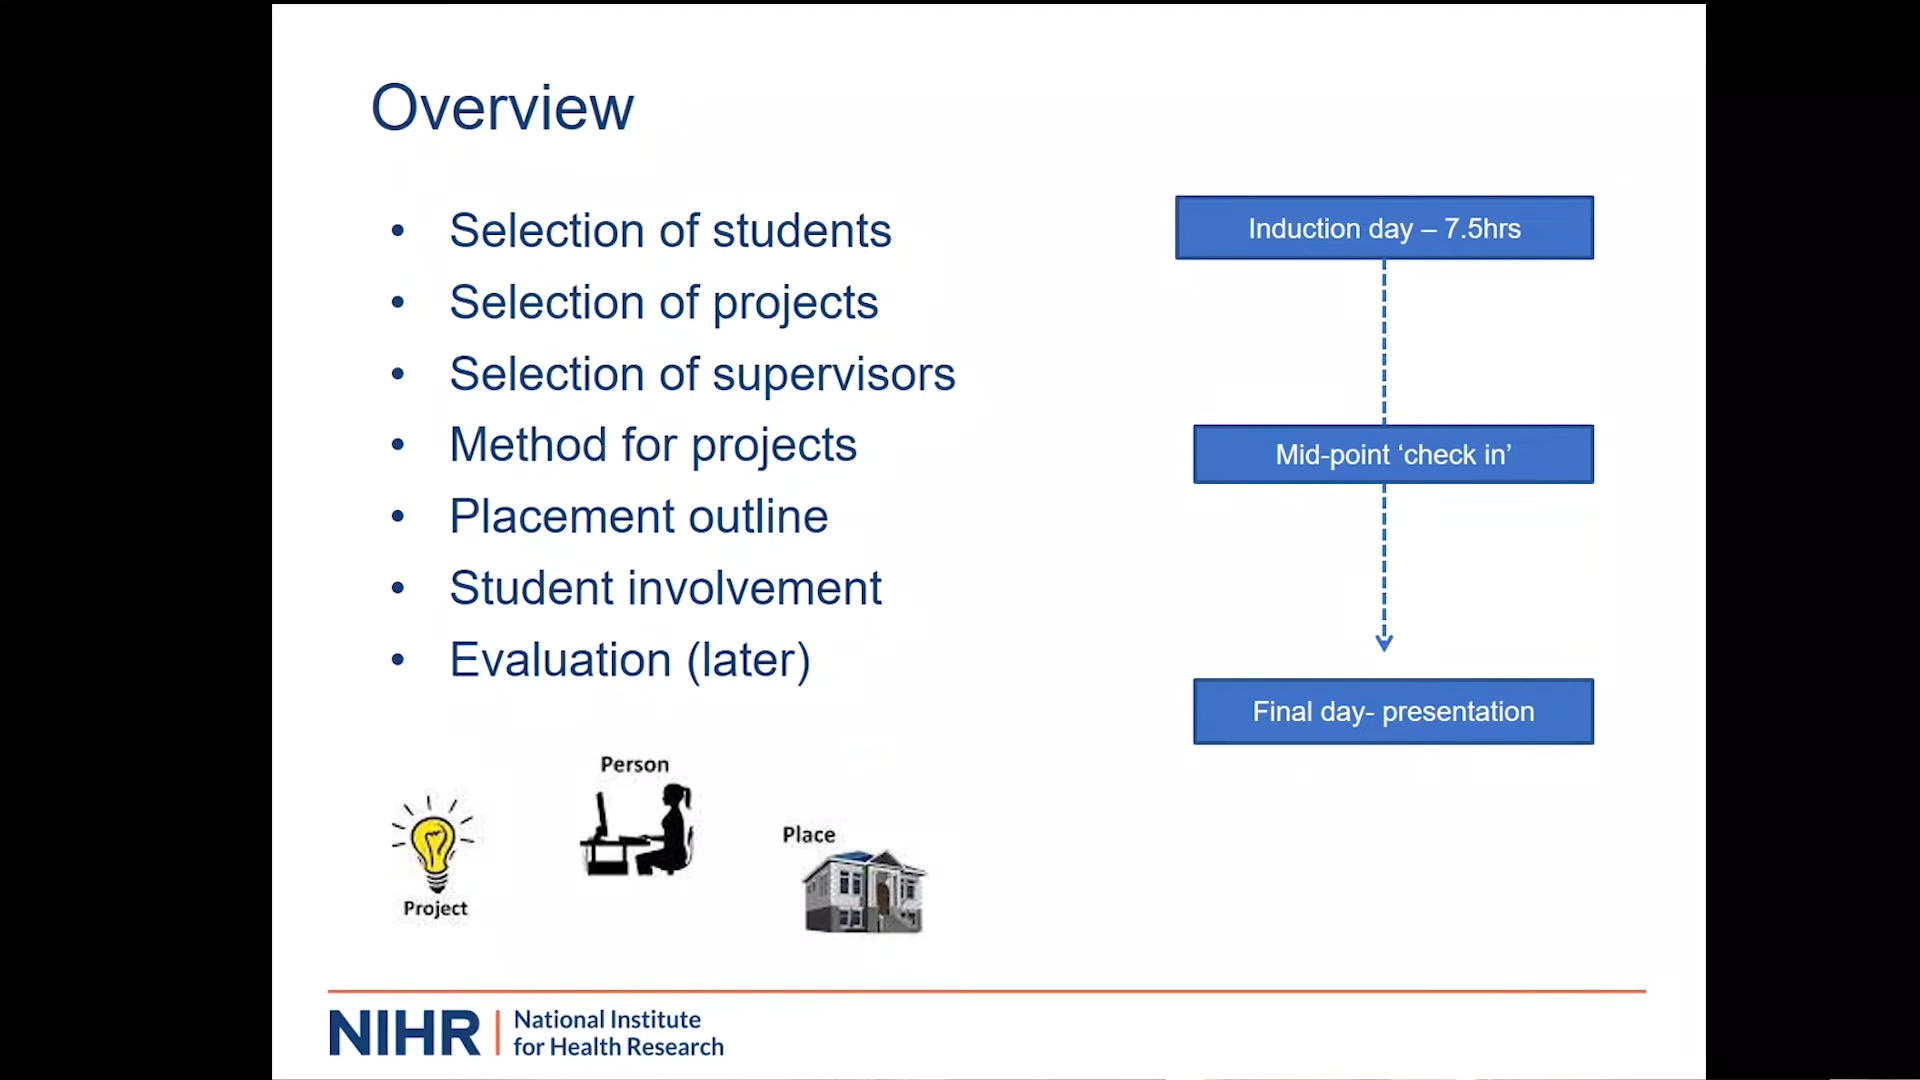 Overview
• Selection of students
• Selection of projects
• Selection of supervisors
• Method for projects
• Placement outline
• Student involvement
• Evaluation (later)
Induction day – 7.5hrs
Mid-point ‘check in’
Final day- presentation
Person
Place
Project
NIHR
National Institute
for Health Research